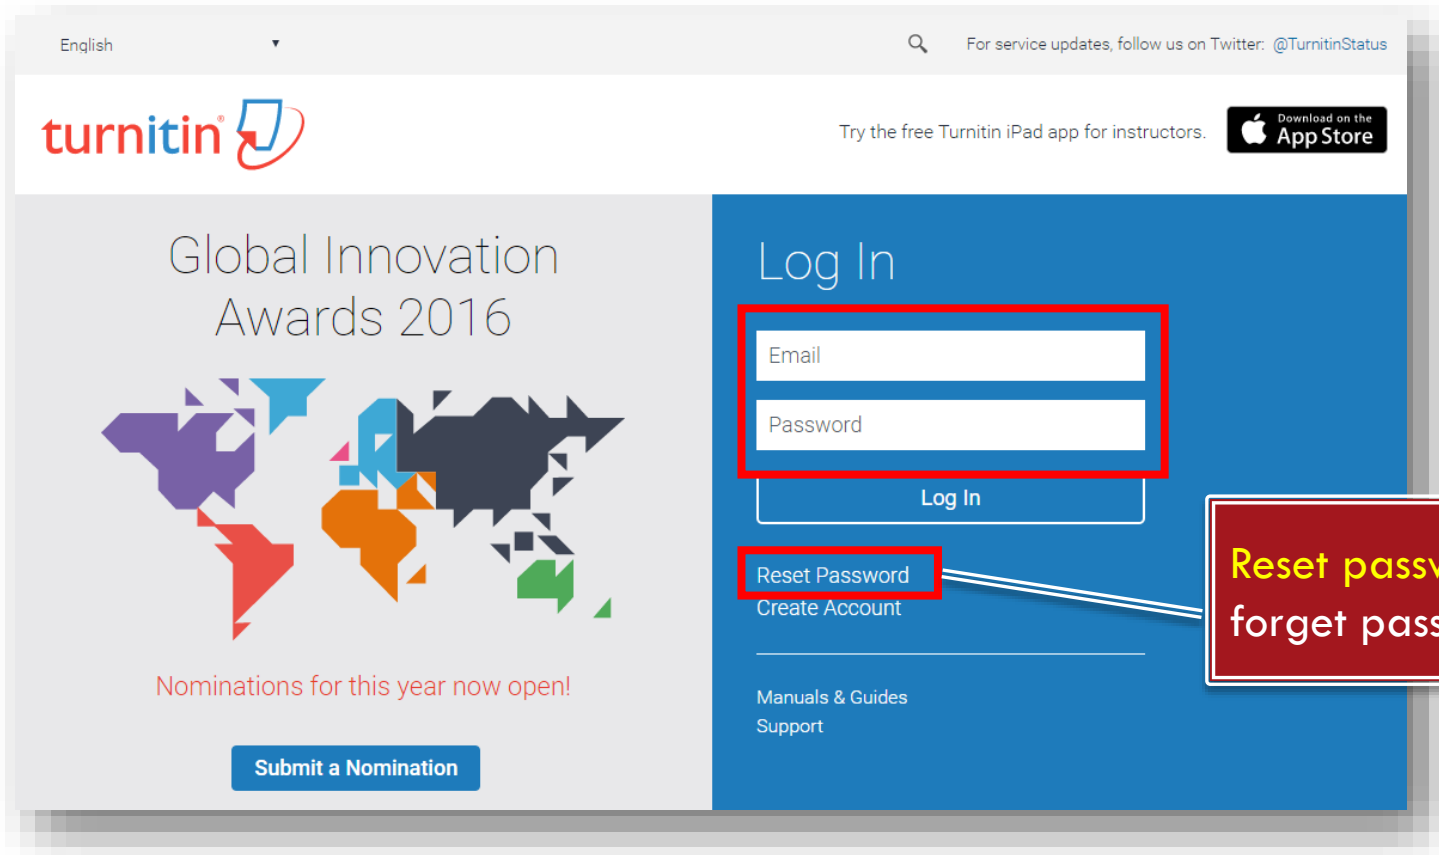 English
For service updates, follow us on Twitter: @TurnitinStatus
turnitin®
Try the free Turnitin iPad app for instructors.
Download on the
App Store
Global Innovation
Awards 2016
Nominations for this year now open!
Submit a Nomination
Log In
Email
Password
Log In
Reset Password
Create Account
Manuals & Guides
Support
Reset
forget